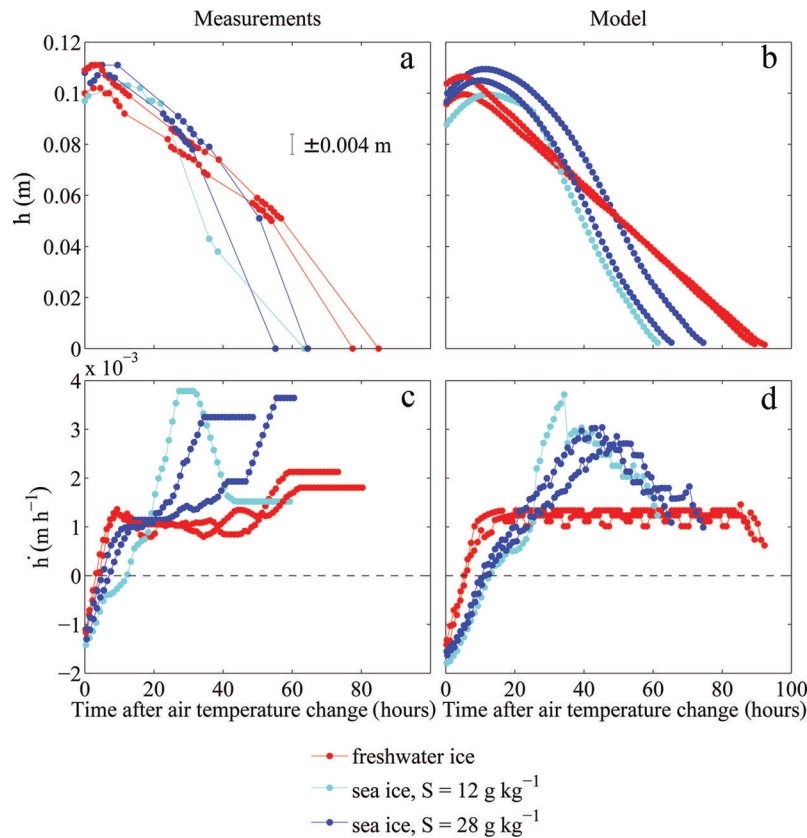 Measurements
Model
0.12
0.1
0.08
0.06
0.04
0.02
0
h (m)
a
±0.004 m
b
x 10⁻³
4
3
2
1
0
−1
−2
ḣ (m h⁻¹)
c
d
0 20 40 60 80
0 20 40 60 80 100
Time after air temperature change (hours)
Time after air temperature change (hours)
freshwater ice
sea ice, S = 12 g kg⁻¹
sea ice, S = 28 g kg⁻¹